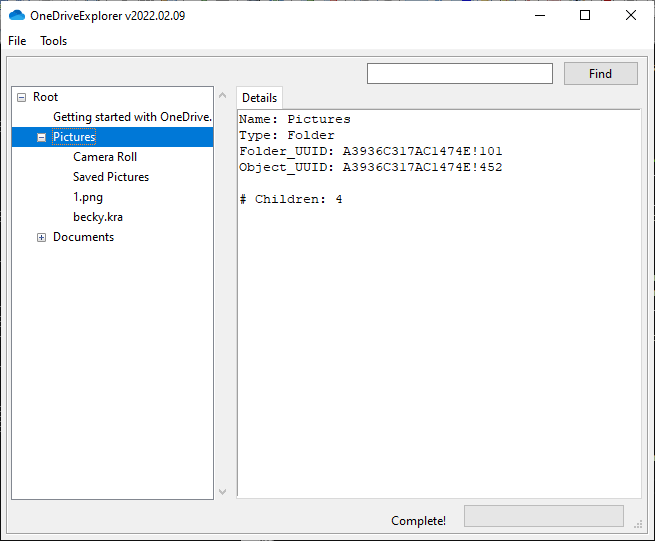 OneDriveExplorer v2022.02.09
File Tools
Find
Root
Getting started with OneDrive.
Pictures
Camera Roll
Saved Pictures
1.png
becky.kra
Documents
Details
Name: Pictures
Type: Folder
Folder_UUID: A3936C317AC1474E!101
Object_UUID: A3936C317AC1474E!452
# Children: 4
Complete!